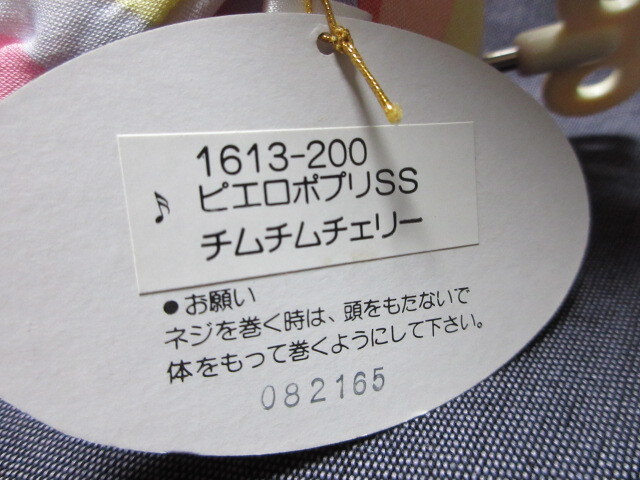 1613-200
ピエロポプリSS
♪ チムチムチェリー
●お願い
ネジを巻く時は、頭をもたないで
体をもって巻くようにして下さい。
082165